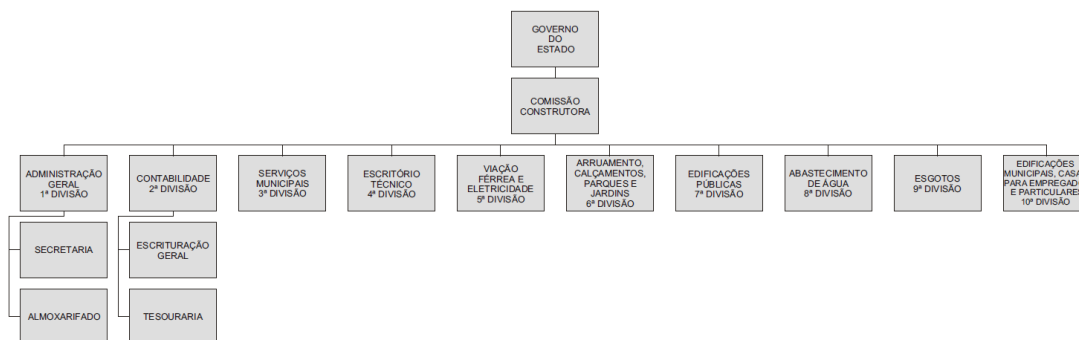 GOVERNO
DO
ESTADO
COMISSÃO
CONSTRUTORA
ADMINISTRAÇÃO
GERAL
1ª DIVISÃO
CONTABILIDADE
2ª DIVISÃO
SERVIÇOS
MUNICIPAIS
3ª DIVISÃO
ESCRITÓRIO
TÉCNICO
4ª DIVISÃO
VIAÇÃO
FÉRREA E
ELETRICIDADE
5ª DIVISÃO
ARRUAMENTO,
CALÇAMENTOS,
PARQUES E
JARDINS
6ª DIVISÃO
EDIFICAÇÕES
PÚBLICAS
7ª DIVISÃO
ABASTECIMENTO
DE ÁGUA
8ª DIVISÃO
ESGOTOS
9ª DIVISÃO
EDIFICAÇÕES
MUNICIPAIS, CASA
PARA EMPREGADO
E PARTICULARES
10ª DIVISÃO
SECRETARIA
ESCRITURAÇÃO
GERAL
ALMOXARIFADO
TESOURARIA